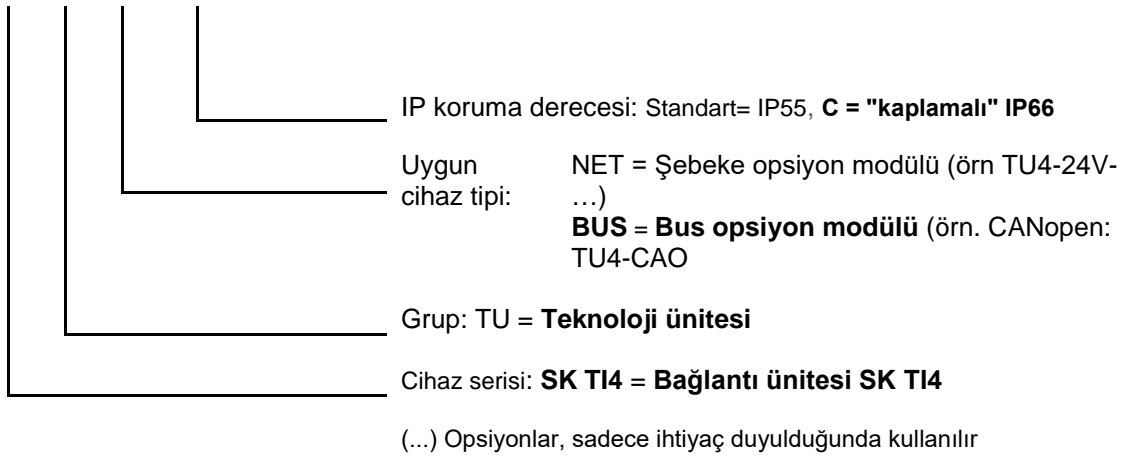 IP koruma derecesi: Standart= IP55, C = "kaplamalı" IP66
Uygun
cihaz tipi:
NET = Şebeke opsiyon modülü (örn TU4-24V-
…)
BUS = Bus opsiyon modülü (örn. CANopen:
TU4-CAO
Grup: TU = Teknoloji ünitesi
Cihaz serisi: SK TI4 = Bağlantı ünitesi SK TI4
(...) Opsiyonlar, sadece ihtiyaç duyulduğunda kullanılır